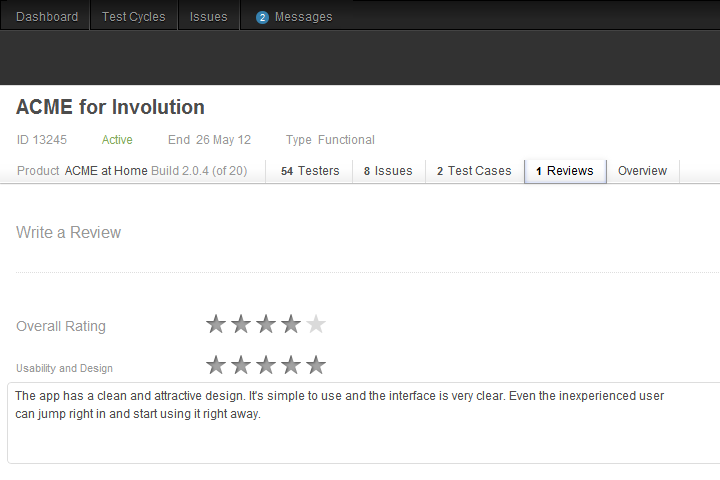 Dashboard Test Cycles Issues 2 Messages
ACME for Involution
ID 13245 Active End 26 May 12 Type Functional
Product ACME at Home Build 2.0.4 (of 20) 54 Testers 8 Issues 2 Test Cases 1 Reviews Overview
Write a Review
Overall Rating
Usability and Design
The app has a clean and attractive design. It's simple to use and the interface is very clear. Even the inexperienced user
can jump right in and start using it right away.